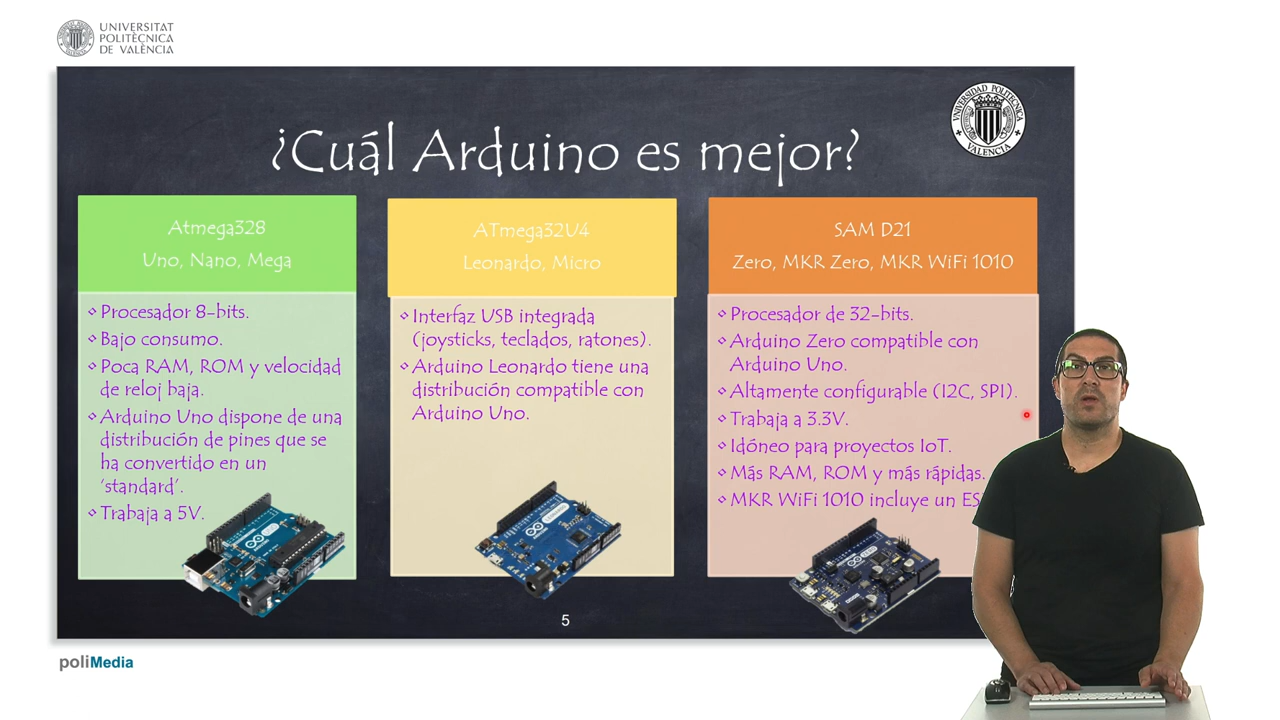 UNIVERSITAT
POLITÈCNICA
DE VALÈNCIA
UNIVERSIDAD POLITECNICA
VALENCIA
¿Cuál Arduino es mejor?
Atmega328
Uno, Nano, Mega
Procesador 8-bits.
Bajo consumo.
Poca RAM, ROM y velocidad
de reloj baja.
Arduino Uno dispone de una
distribución de pines que se
ha convertido en un
'standard'.
Trabaja a 5V.
ATmega32U4
Leonardo, Micro
Interfaz USB integrada
(joysticks, teclados, ratones).
Arduino Leonardo tiene una
distribución compatible con
Arduino Uno.
SAM D21
Zero, MKR Zero, MKR WiFi 1010
Procesador de 32-bits.
Arduino Zero compatible con
Arduino Uno.
Altamente configurable (I2C, SPI).
Trabaja a 3.3V.
Idóneo para proyectos IoT.
Más RAM, ROM y más rápidas.
MKR WiFi 1010 incluye un ES
5
poliMedia